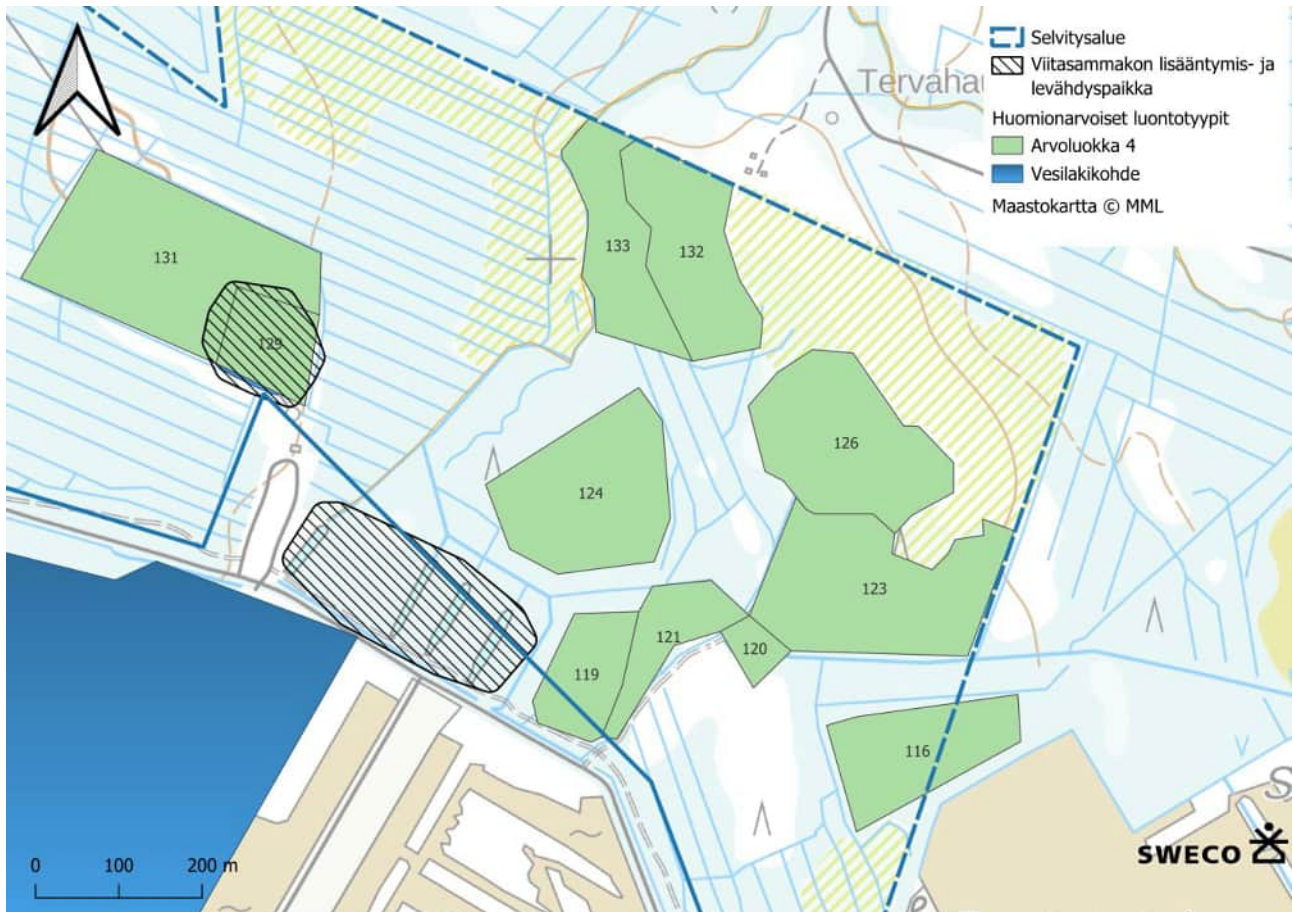 Selvitysalue
Viitasammakon lisääntymis- ja
levähdyspaikka
Huomionarvoiset luontotyypit
Arvoluokka 4
Vesilakikohde
Maastokartta © MML
131
129
133
132
124
126
123
121
120
119
116
0 100 200 m
SWECO